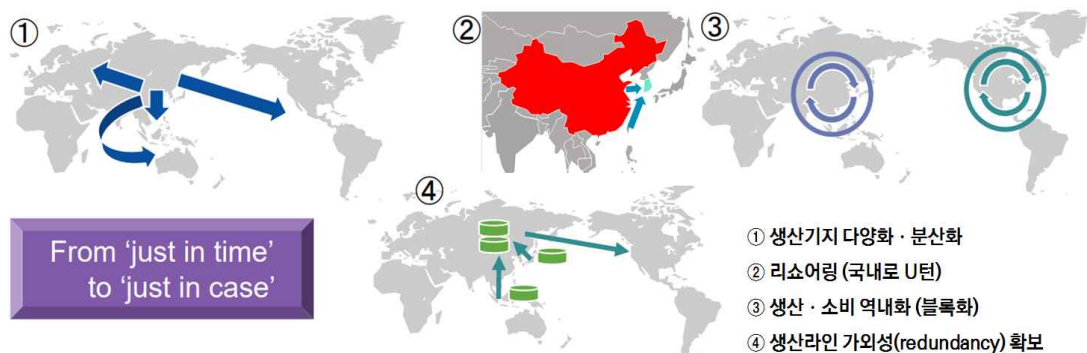 ①
②
③
④
From 'just in time'
to 'just in case'
① 생산기지 다양화 · 분산화
② 리쇼어링 (국내로 U턴)
③ 생산 · 소비 역내화 (블록화)
④ 생산라인 가외성(redundancy) 확보